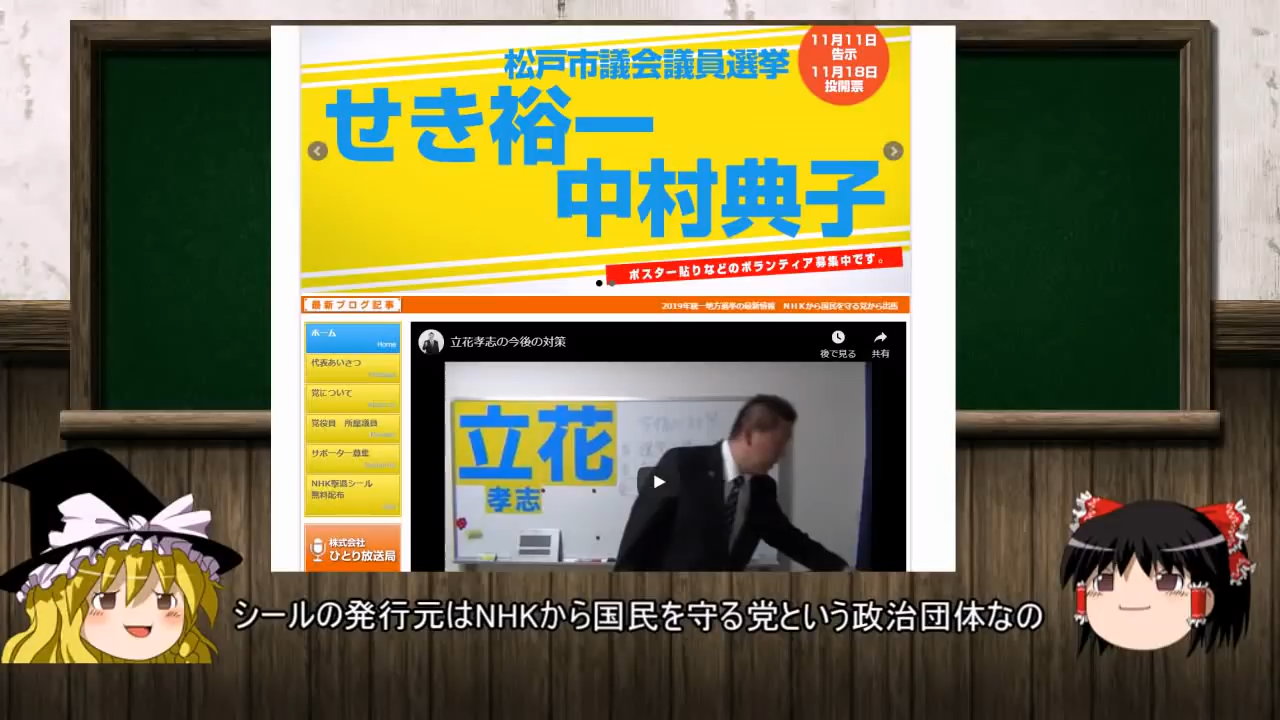 松戸市議会議員選挙
11月11日
告示
11月18日
投開票
せき裕一
中村典子
ポスター貼りなどのボランティア募集中です。
最新ブログ記事
2019年統一地方選挙の最新情報 NHKから国民を守る党から出馬
ホーム
Home
代表あいさつ
党について
党役員 所属議員
サポーター募集
NHK撃退シール
無料配布
株式会社
ひとり放送局
立花孝志の今後の対策
後で見る
共有
立花
孝志
シールの発行元はNHKから国民を守る党という政治団体なの